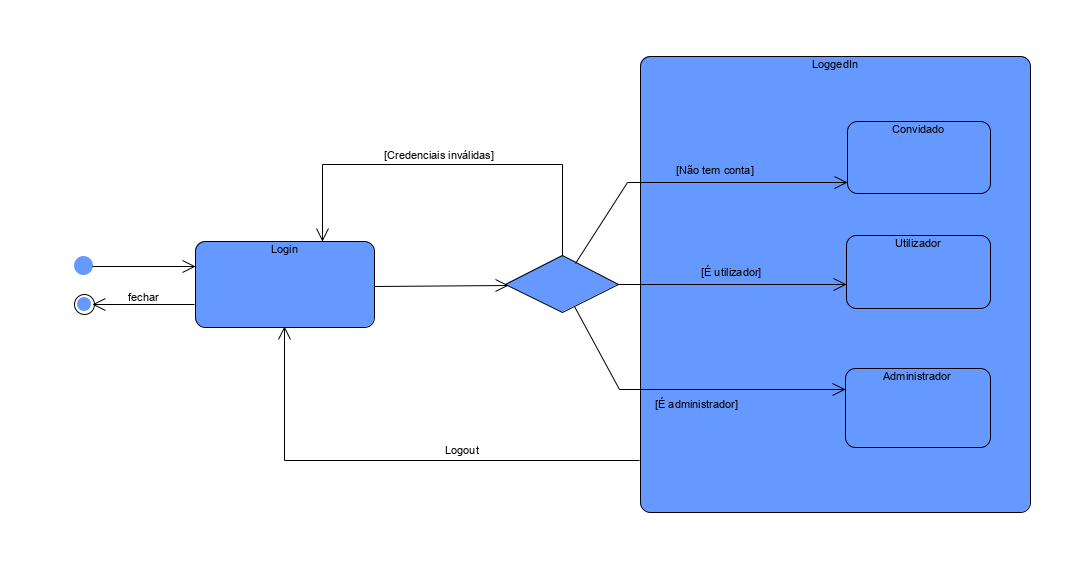 LoggedIn
Convidado
[Credenciais inválidas]
[Não tem conta]
Login
Utilizador
[É utilizador]
fechar
Administrador
[É administrador]
Logout